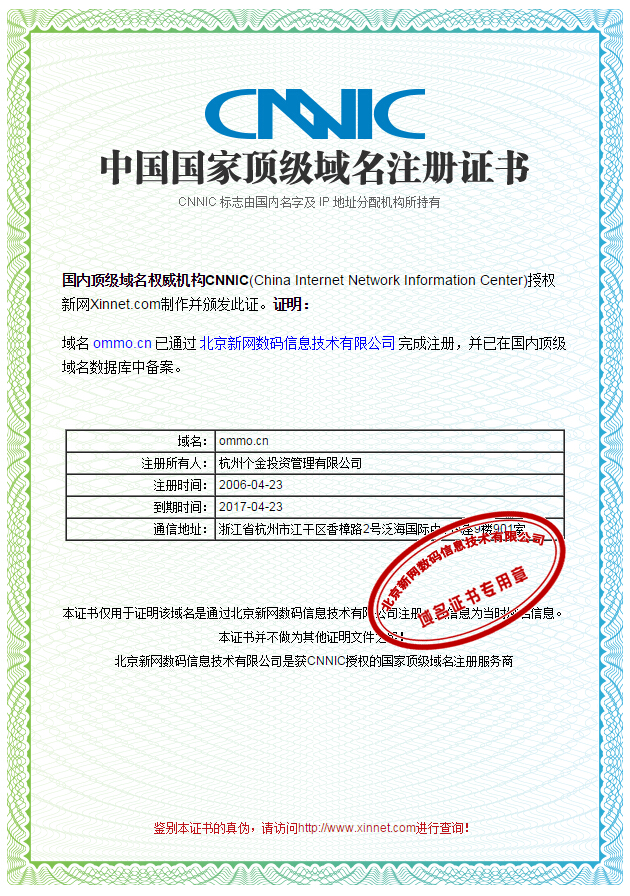 CNNIC
中国国家顶级域名注册证书
CNNIC 标志由国内名字及 IP 地址分配机构所持有
国内顶级域名权威机构CNNIC(China Internet Network Information Center)授权
新网Xinnet.com制作并颁发此证。证明：
域名 ommo.cn 已通过 北京新网数码信息技术有限公司 完成注册，并已在国内顶级
域名数据库中备案。
域名： ommo.cn
注册所有人： 杭州个金投资管理有限公司
注册时间： 2006-04-23
到期时间： 2017-04-23
通信地址： 浙江省杭州市江干区香樟路2号泛海国际中 座9楼901室
北京新网数码信息技术有限公司
域名证书专用章
本证书仅用于证明该域名是通过北京新网数码信息技术有限公司注册 信息为当时 信息。
本证书并不做为其他证明文件之 ！
北京新网数码信息技术有限公司是获CNNIC授权的国家顶级域名注册服务商
鉴别本证书的真伪，请访问http://www.xinnet.com进行查询！